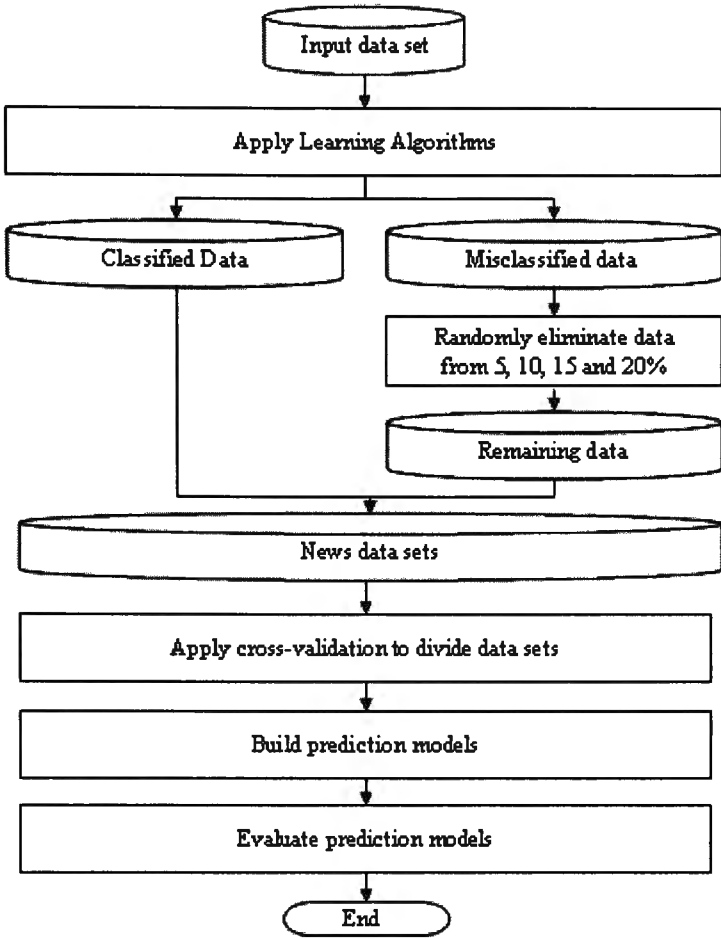 Input data set
Apply Learning Algorithms
Classified Data
Misclassified data
Randomly eliminate data
from 5, 10, 15 and 20%
Remaining data
News data sets
Apply cross-validation to divide data sets
Build prediction models
Evaluate prediction models
End